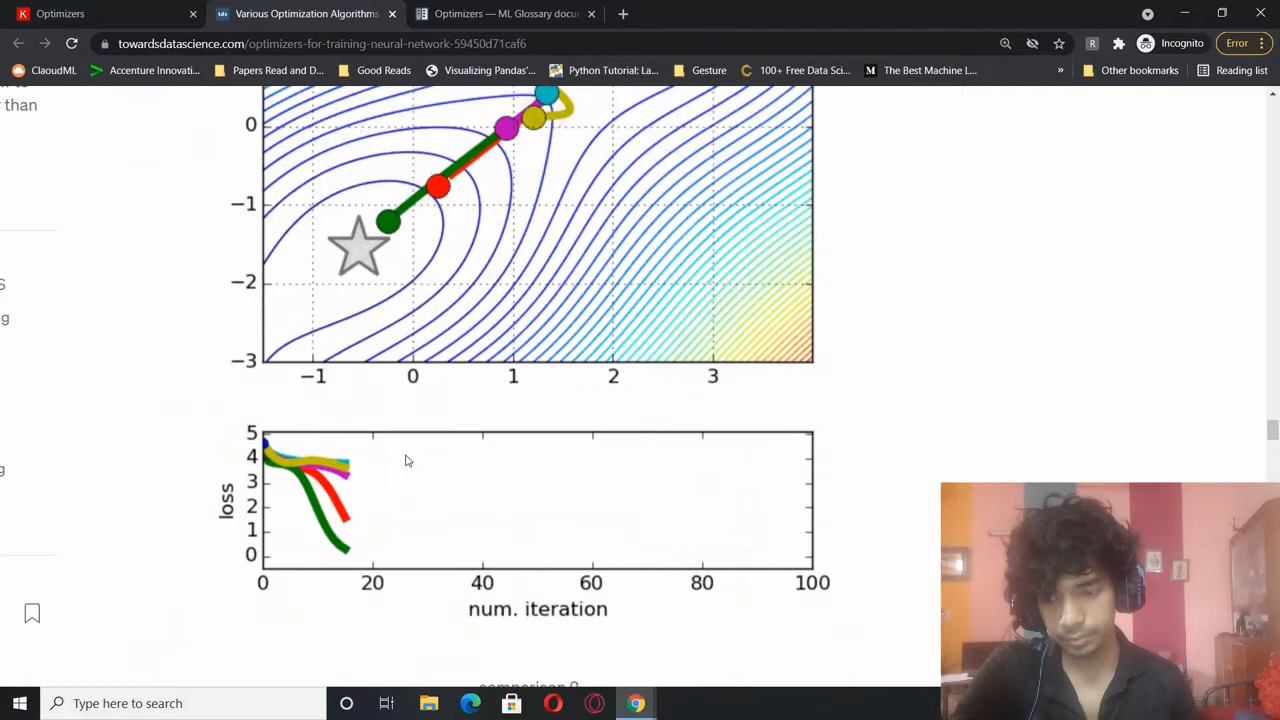 Optimizers
tds
Various Optimization Algorithms
Optimizers — ML Glossary docu
towardsdatascience.com/optimizers-for-training-neural-network-59450d71caf6
R
Incognito
Error
ClaoudML
Accenture Innovati...
Papers Read and D...
Good Reads
Visualizing Pandas'...
Python Tutorial: La...
Gesture
100+ Free Data Sci...
M
The Best Machine L...
»
Other bookmarks
Reading list
r than
S
g
g
0
−1
−2
−3
−1 0 1 2 3
5
4
3
2
1
0
loss
0 20 40 60 80 100
num. iteration
Type here to search